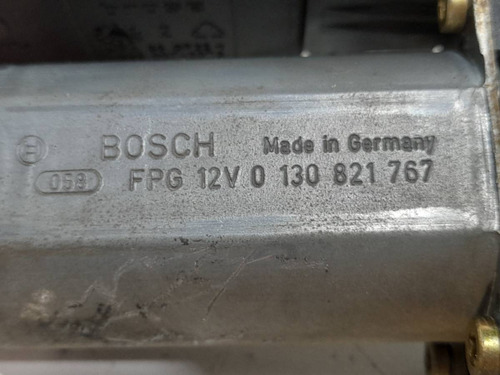 BOSCH Made in Germany
058 FPG 12V 0 130 821 767